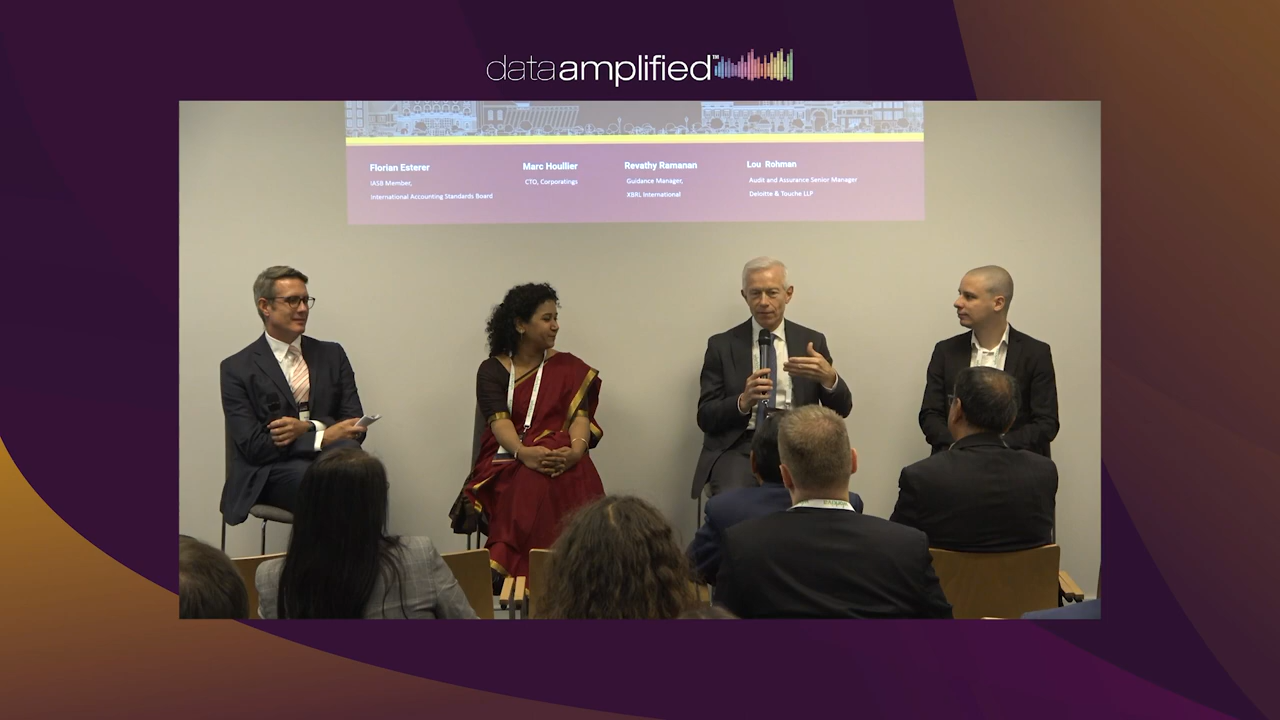 dataamplified™
Florian Esterer
IASB Member,
International Accounting Standards Board
Marc Houllier
CTO, Corporatings
Revathy Ramanan
Guidance Manager,
XBRL International
Lou Rohman
Audit and Assurance Senior Manager
Deloitte & Touche LLP